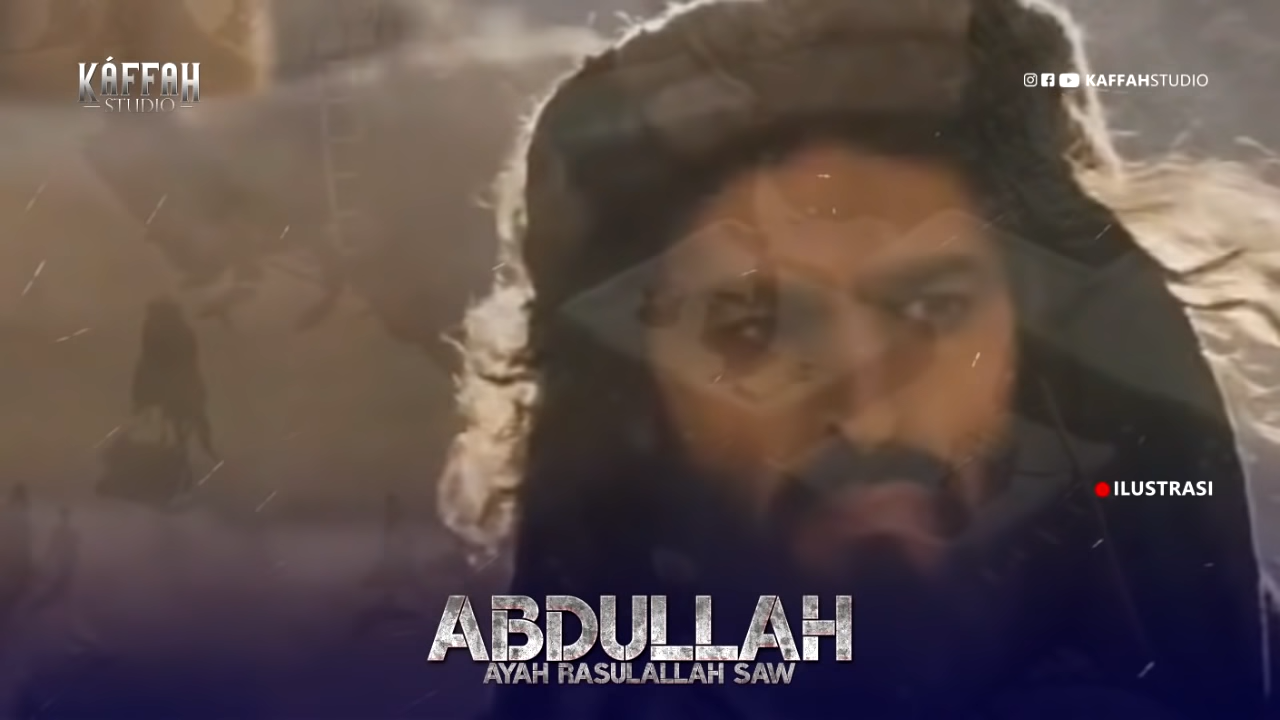 KÁFFAH
STUDIO
KAFFAHSTUDIO
ILUSTRASI
ABDULLAH
AYAH RASULALLAH SAW